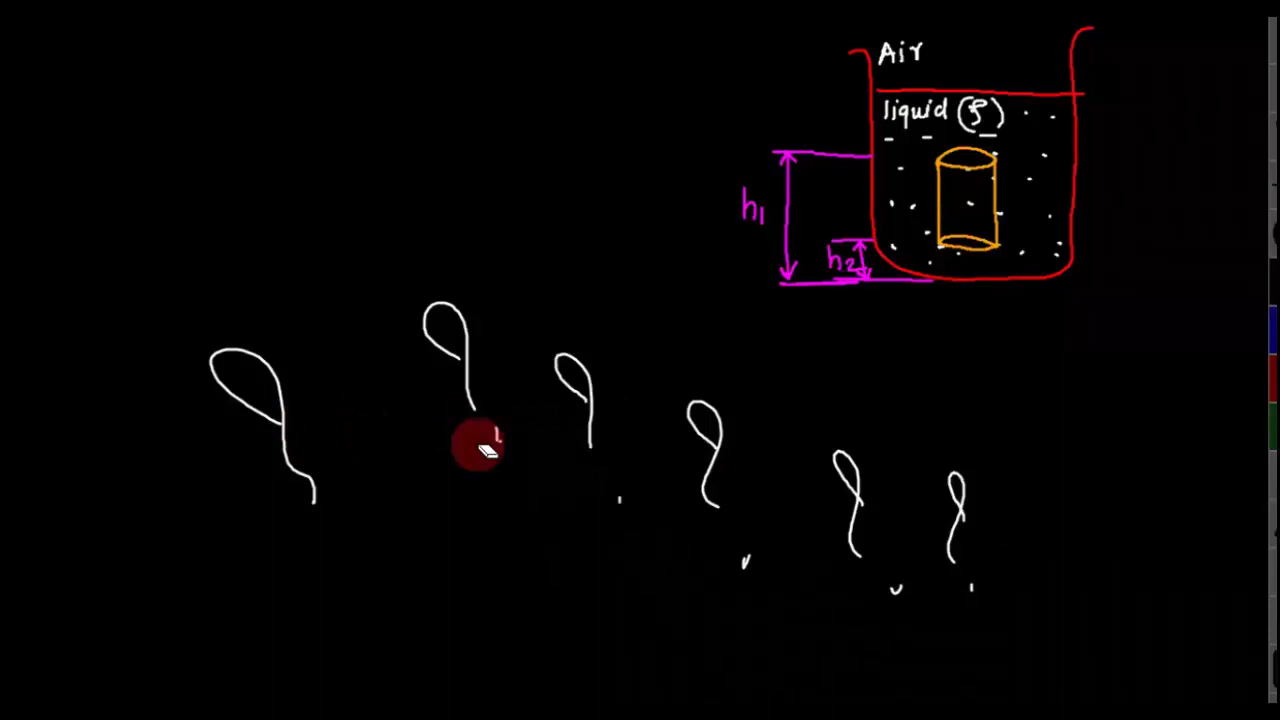 Air
liquid (ρ)
h₁
h₂